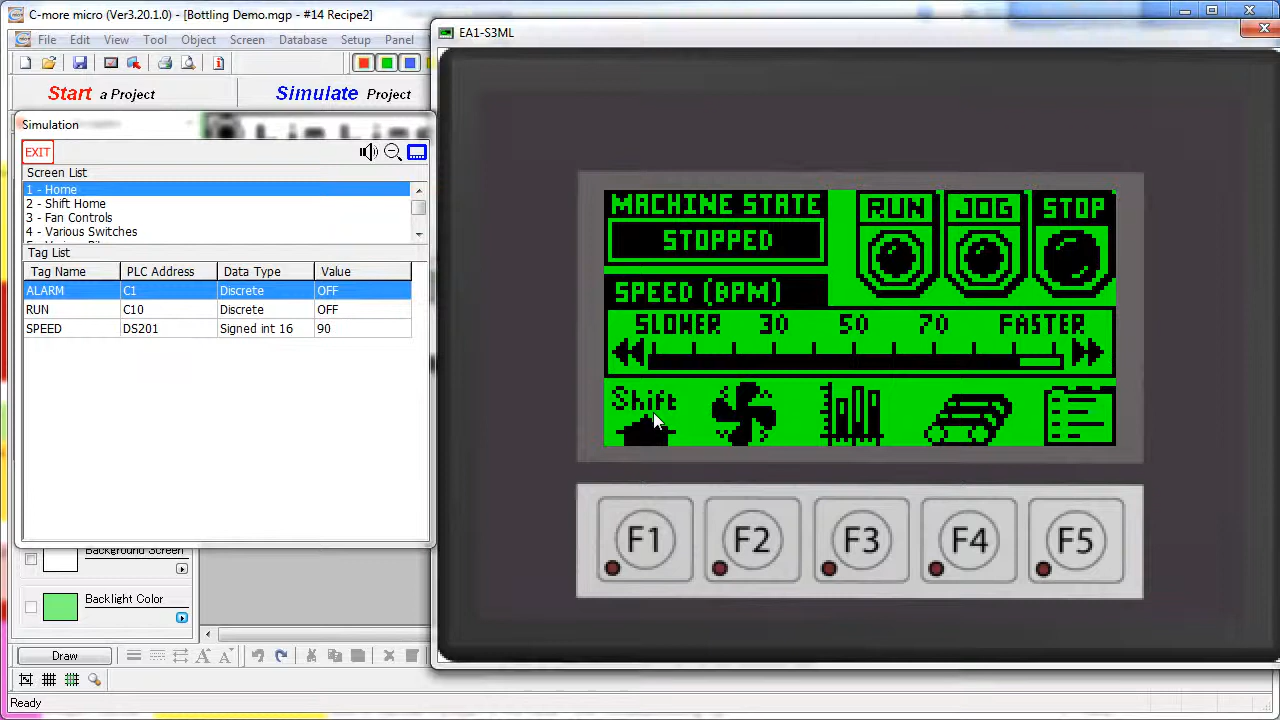 C-more micro (Ver3.20.1.0) - [Bottling Demo.mgp - #14 Recipe2]
File Edit View Tool Object Screen Database Setup Panel
Start a Project
Simulate Project
Simulation
EXIT
Screen List
1 - Home
2 - Shift Home
3 - Fan Controls
4 - Various Switches
Tag List
Tag Name PLC Address Data Type Value
ALARM C1 Discrete OFF
RUN C10 Discrete OFF
SPEED DS201 Signed int 16 90
Background Screen
Backlight Color
Draw
Ready
EA1-S3ML
MACHINE STATE
STOPPED
RUN JOG STOP
SPEED (BPM)
SLOWER 30 50 70 FASTER
Shift
F1 F2 F3 F4 F5